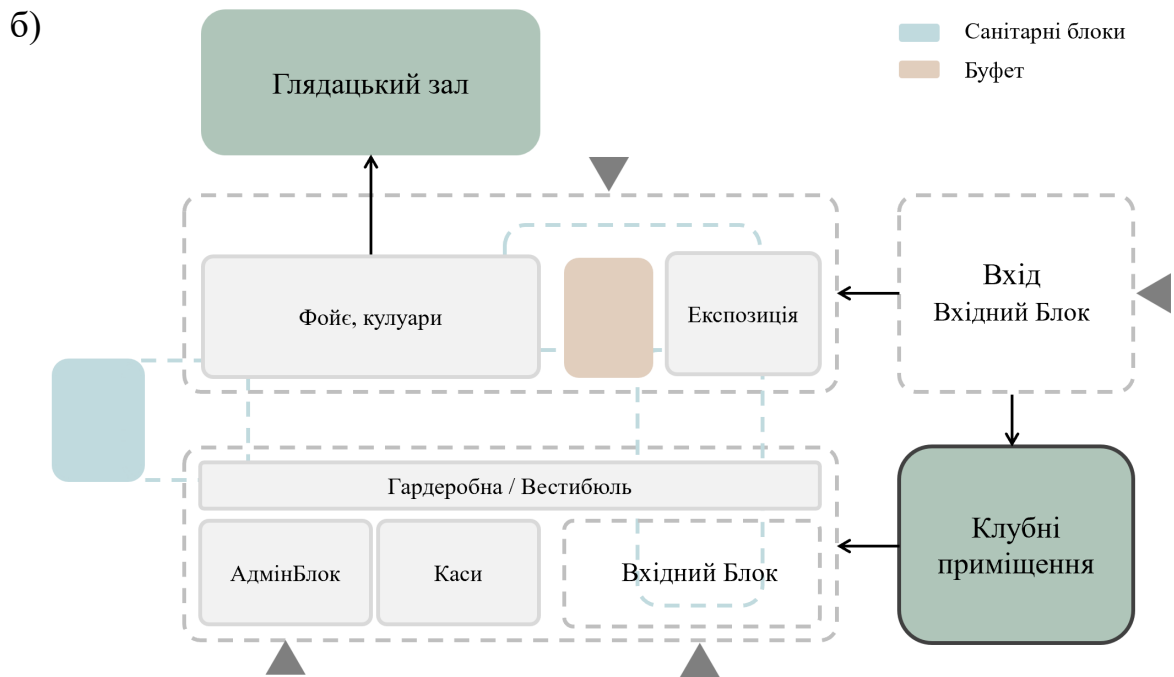 б)
Санітарні блоки
Буфет
Глядацький зал
Фойє, кулуари
Експозиція
Вхід
Вхідний Блок
Гардеробна / Вестибюль
АдмінБлок
Каси
Вхідний Блок
Клубні
приміщення